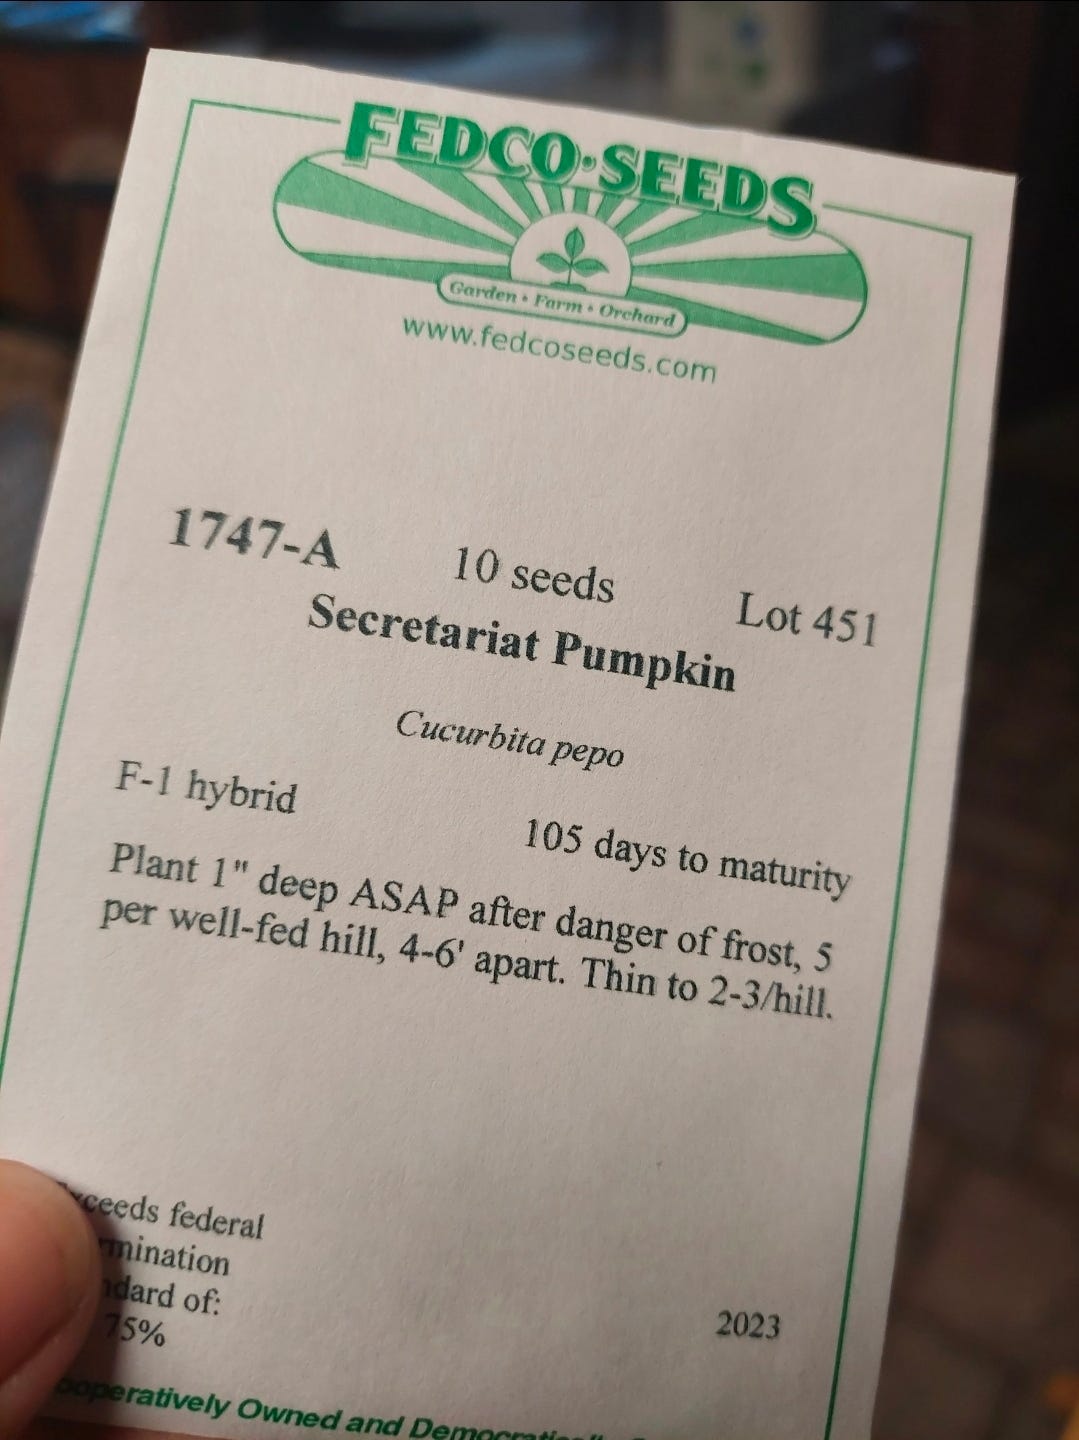 FEDCO·SEEDS
Garden • Farm • Orchard
www.fedcoseeds.com
1747-A 10 seeds Lot 451
Secretariat Pumpkin
Cucurbita pepo
F-1 hybrid 105 days to maturity
Plant 1" deep ASAP after danger of frost, 5
per well-fed hill, 4-6' apart. Thin to 2-3/hill.
federal
of:
75%
2023
Owned and